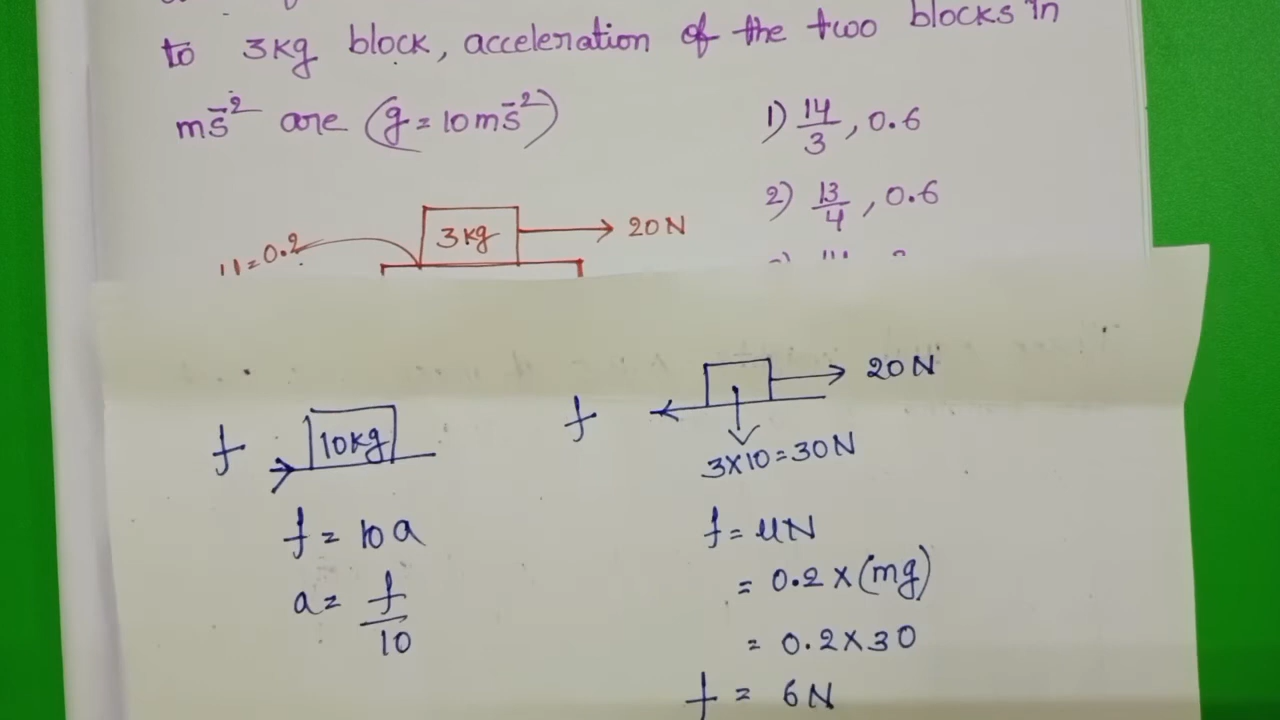 to 3kg block, acceleration of the two blocks in
ms̄² are (g = 10ms̄²)
1) 14/3, 0.6
2) 13/4, 0.6
3kg
20N
μ=0.2
f
10kg
f = 10a
a = f/10
f
20N
3×10=30N
f = μN
= 0.2×(mg)
= 0.2×30
f = 6N